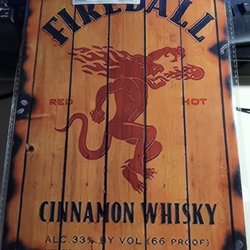 FIREBALL
RED HOT
CINNAMON WHISKY
ALC 33% BY VOL (66 PROOF)